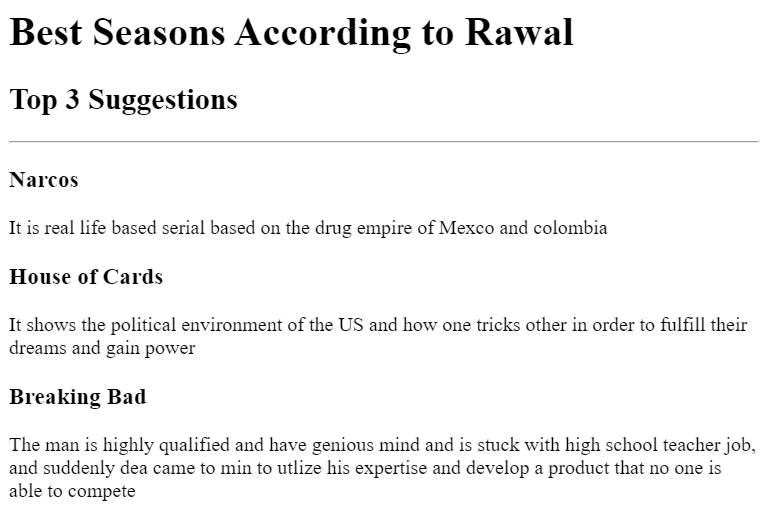 Best Seasons According to Rawal
Top 3 Suggestions
Narcos
It is real life based serial based on the drug empire of Mexco and colombia
House of Cards
It shows the political environment of the US and how one tricks other in order to fulfill their
dreams and gain power
Breaking Bad
The man is highly qualified and have genious mind and is stuck with high school teacher job,
and suddenly dea came to min to utlize his expertise and develop a product that no one is
able to compete